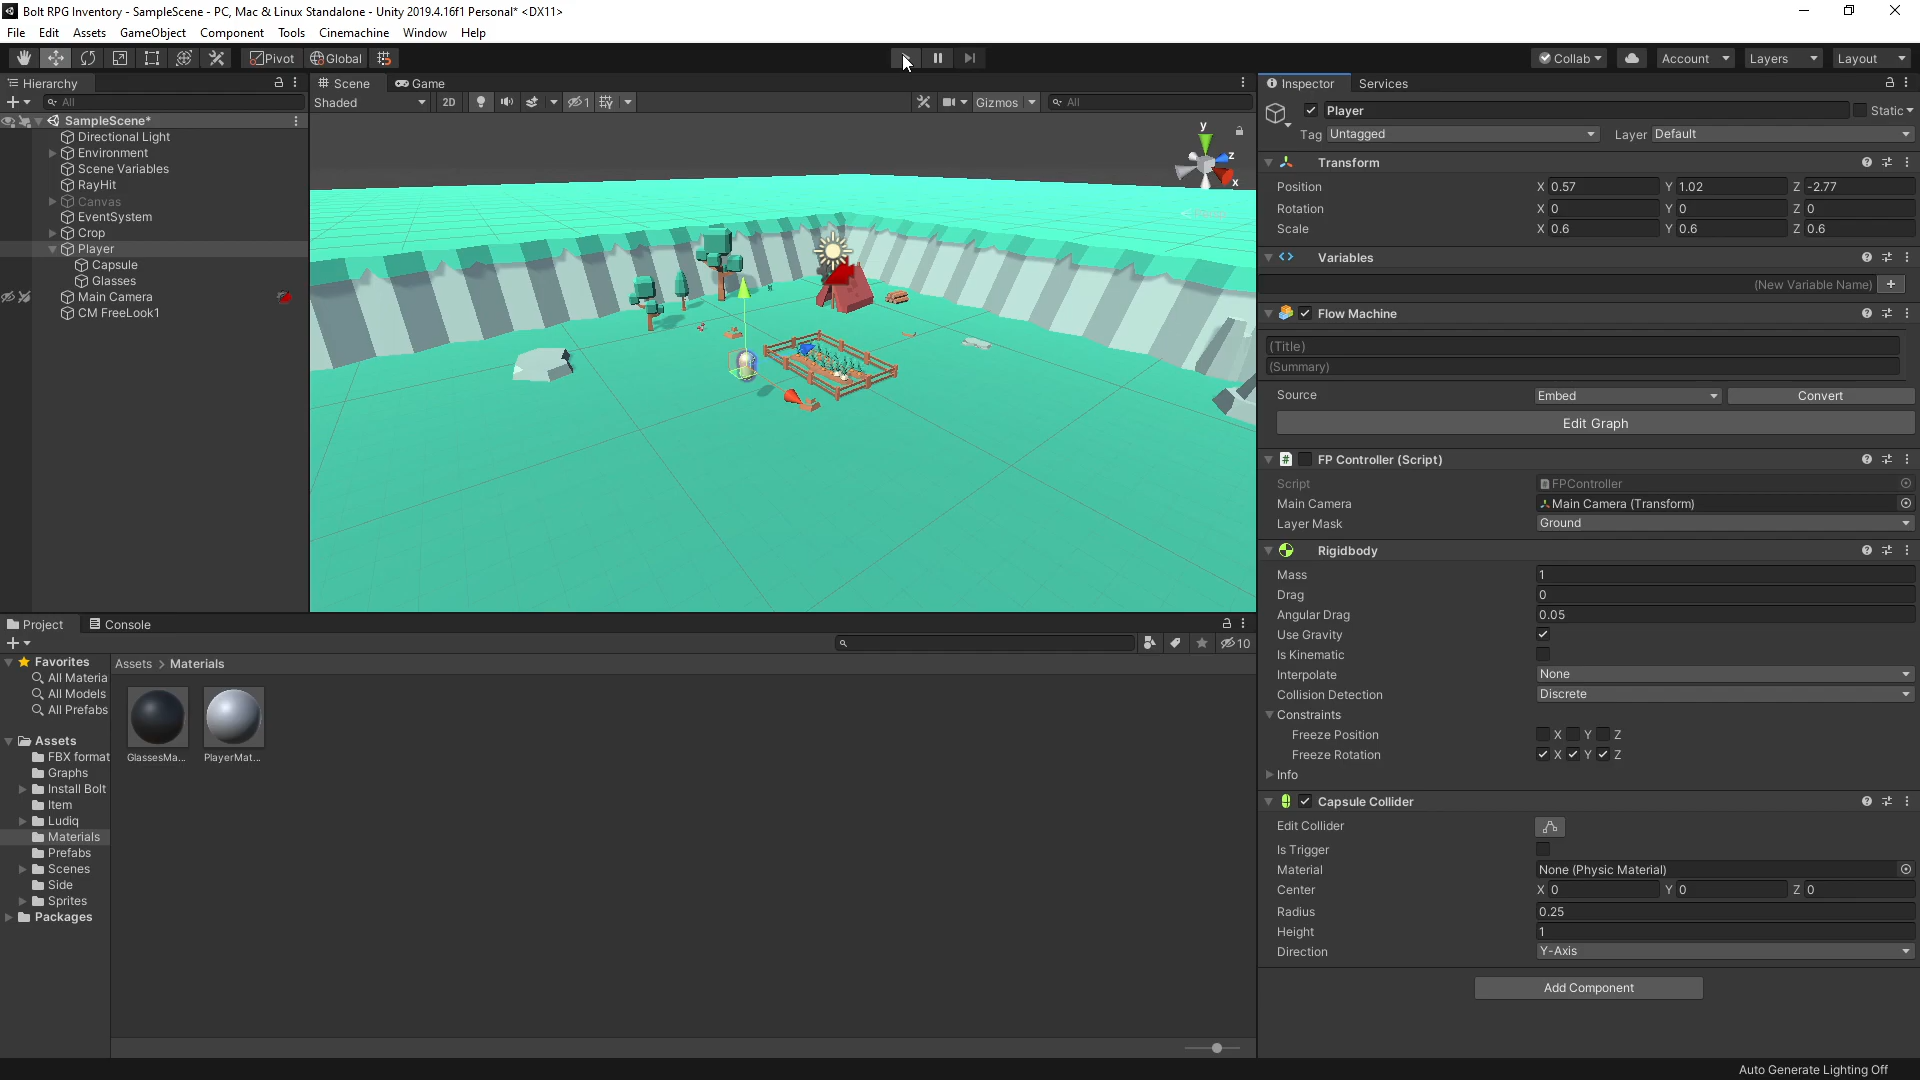 Bolt RPG Inventory - SampleScene - PC, Mac & Linux Standalone - Unity 2019.4.16f1 Personal* <DX11>
File Edit Assets GameObject Component Tools Cinemachine Window Help
Pivot Global Collab Account Layers Layout
Hierarchy
All
SampleScene*
Directional Light
Environment
Scene Variables
RayHit
Canvas
EventSystem
Crop
Player
Capsule
Glasses
Main Camera
CM FreeLook1
Scene Game
Shaded 2D 1 Gizmos All
y
z
x
Project Console
10
Favorites
All Materia
All Models
All Prefabs
Assets
FBX format
Graphs
Install Bolt
Item
Ludiq
Materials
Prefabs
Scenes
Side
Sprites
Packages
Assets > Materials
GlassesMa... PlayerMat...
Inspector Services
Player Static
Tag Untagged Layer Default
Transform
Position X 0.57 Y 1.02 Z -2.77
Rotation X 0 Y 0 Z 0
Scale X 0.6 Y 0.6 Z 0.6
Variables
(New Variable Name) +
Flow Machine
(Title)
(Summary)
Source Embed Convert
Edit Graph
FP Controller (Script)
Script FPController
Main Camera Main Camera (Transform)
Layer Mask Ground
Rigidbody
Mass 1
Drag 0
Angular Drag 0.05
Use Gravity
Is Kinematic
Interpolate None
Collision Detection Discrete
Constraints
Freeze Position X Y Z
Freeze Rotation X Y Z
Info
Capsule Collider
Edit Collider
Is Trigger
Material None (Physic Material)
Center X 0 Y 0 Z 0
Radius 0.25
Height 1
Direction Y-Axis
Add Component
Auto Generate Lighting Off